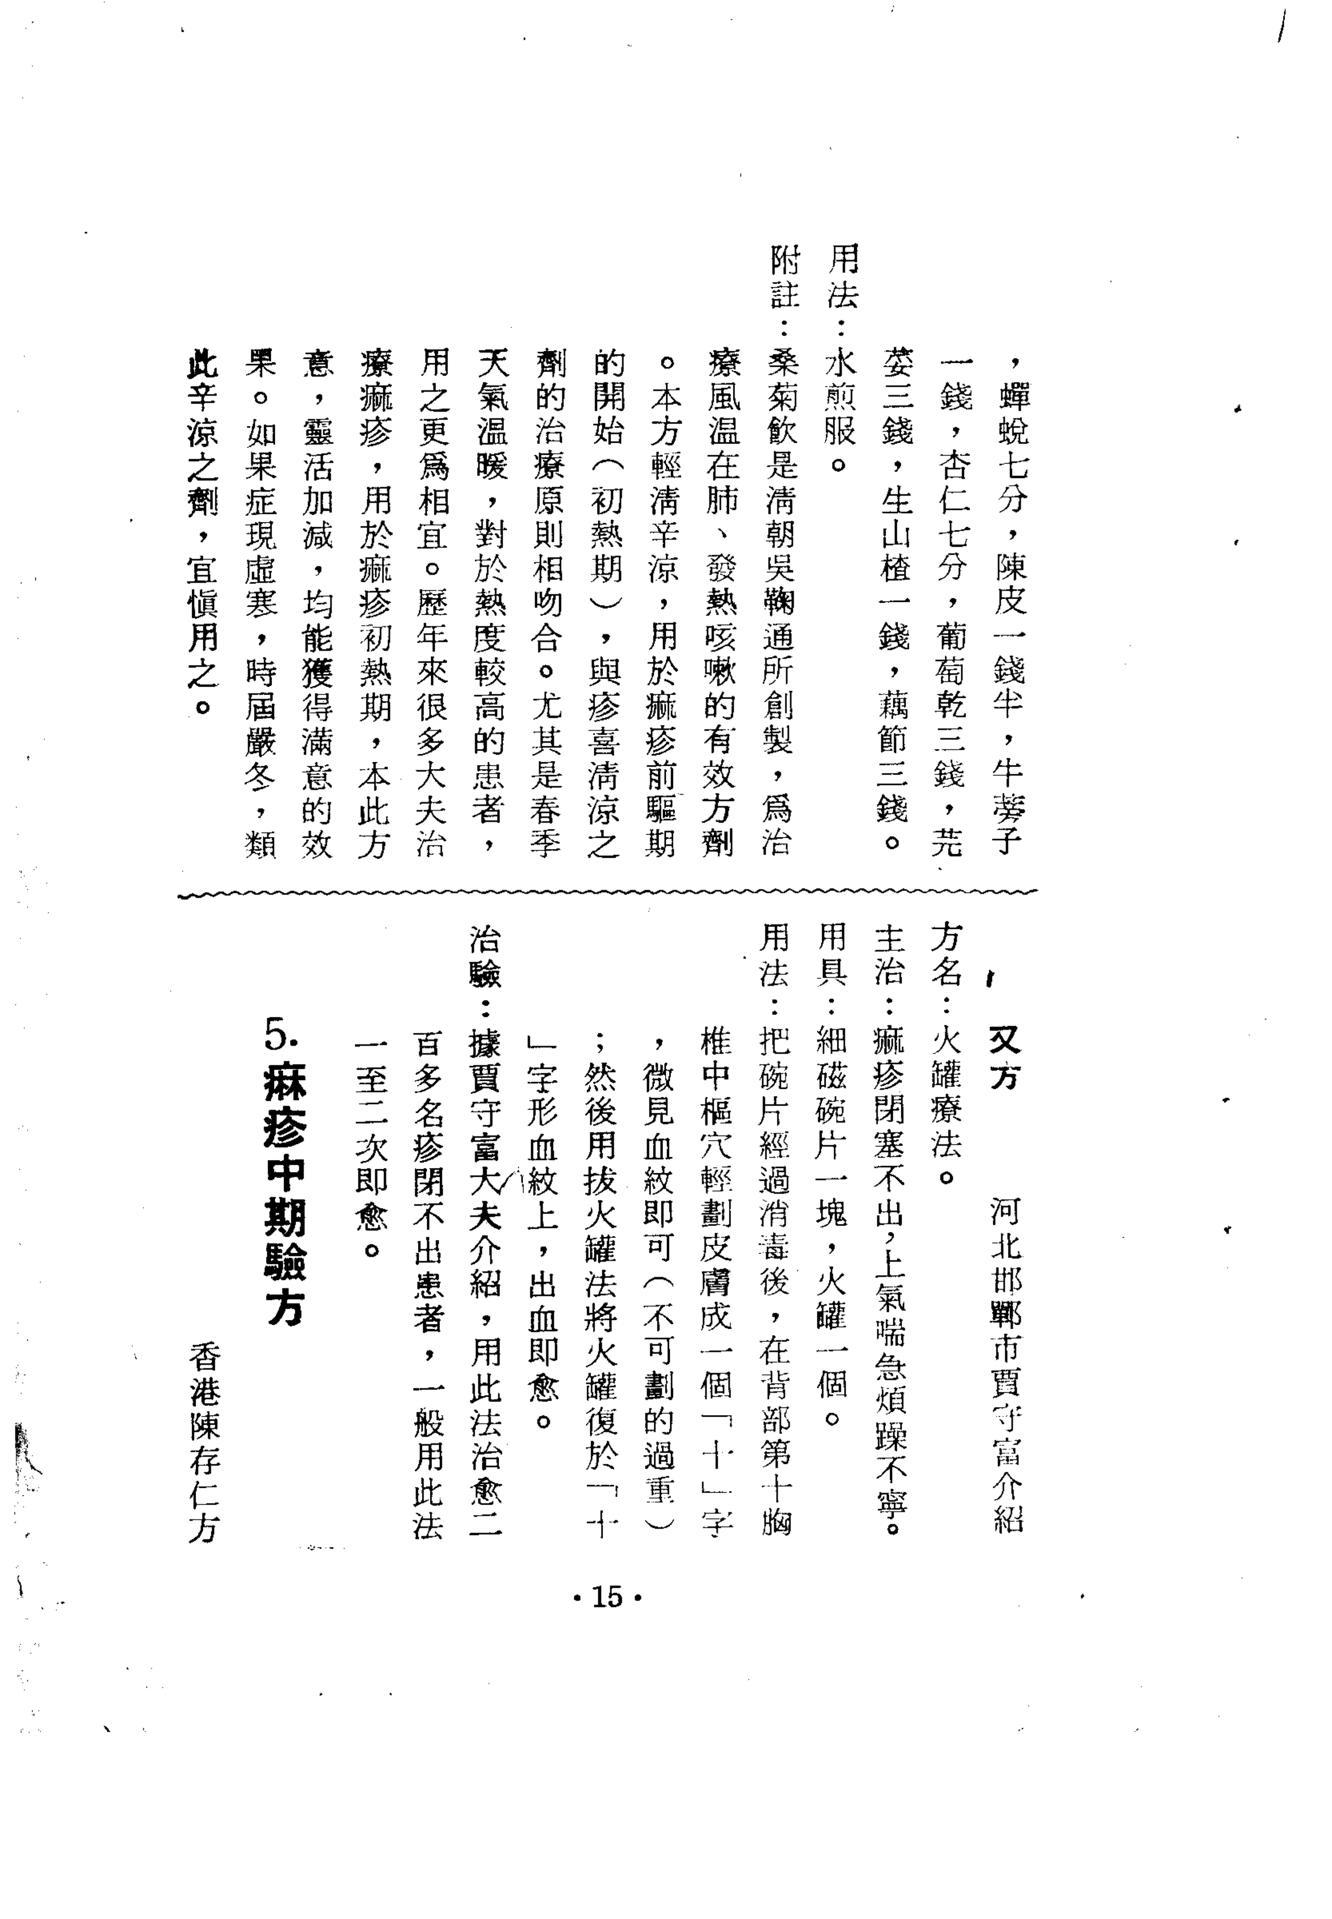 ，蟬蛻七分，陳皮一錢半，牛蒡子
一錢，杏仁七分，葡萄乾三錢，芫
荽三錢，生山楂一錢，藕節三錢。
用法：水煎服。
附註：桑菊飲是淸朝吳鞠通所創製，爲治
療風温在肺、發熱咳嗽的有效方劑
。本方輕淸辛涼，用於痲疹前驅期
的開始（初熱期），與疹喜淸涼之
劑的治療原則相吻合。尤其是春季
天氣温暖，對於熱度較高的患者，
用之更爲相宜。歷年來很多大夫治
療痲疹，用於痲疹初熱期，本此方
意，靈活加減，均能獲得滿意的效
果。如果症現虛寒，時届嚴冬，類
此辛涼之劑，宜愼用之。
又方　河北邯鄲市賈守富介紹
方名：火罐療法。
主治：痲疹閉塞不出，上氣喘急煩躁不寧。
用具：細磁碗片一塊，火罐一個。
用法：把碗片經過消毒後，在背部第十胸
椎中樞穴輕劃皮膚成一個「十」字
，微見血紋即可（不可劃的過重）
；然後用拔火罐法將火罐復於「十
」字形血紋上，出血即愈。
治驗：據賈守富大夫介紹，用此法治愈二
百多名疹閉不出患者，一般用此法
一至二次即愈。
5.痲疹中期驗方
香港陳存仁方
·15·